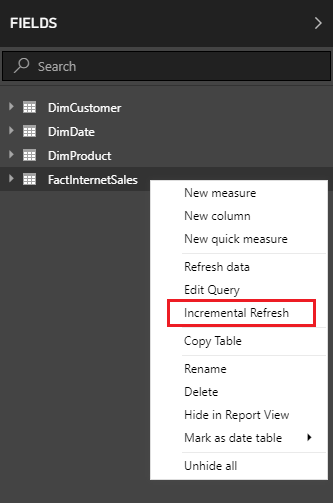 FIELDS
Search
DimCustomer
DimDate
DimProduct
FactInternetSales
New measure
New column
New quick measure
Refresh data
Edit Query
Incremental Refresh
Copy Table
Rename
Delete
Hide in Report View
Mark as date table
Unhide all